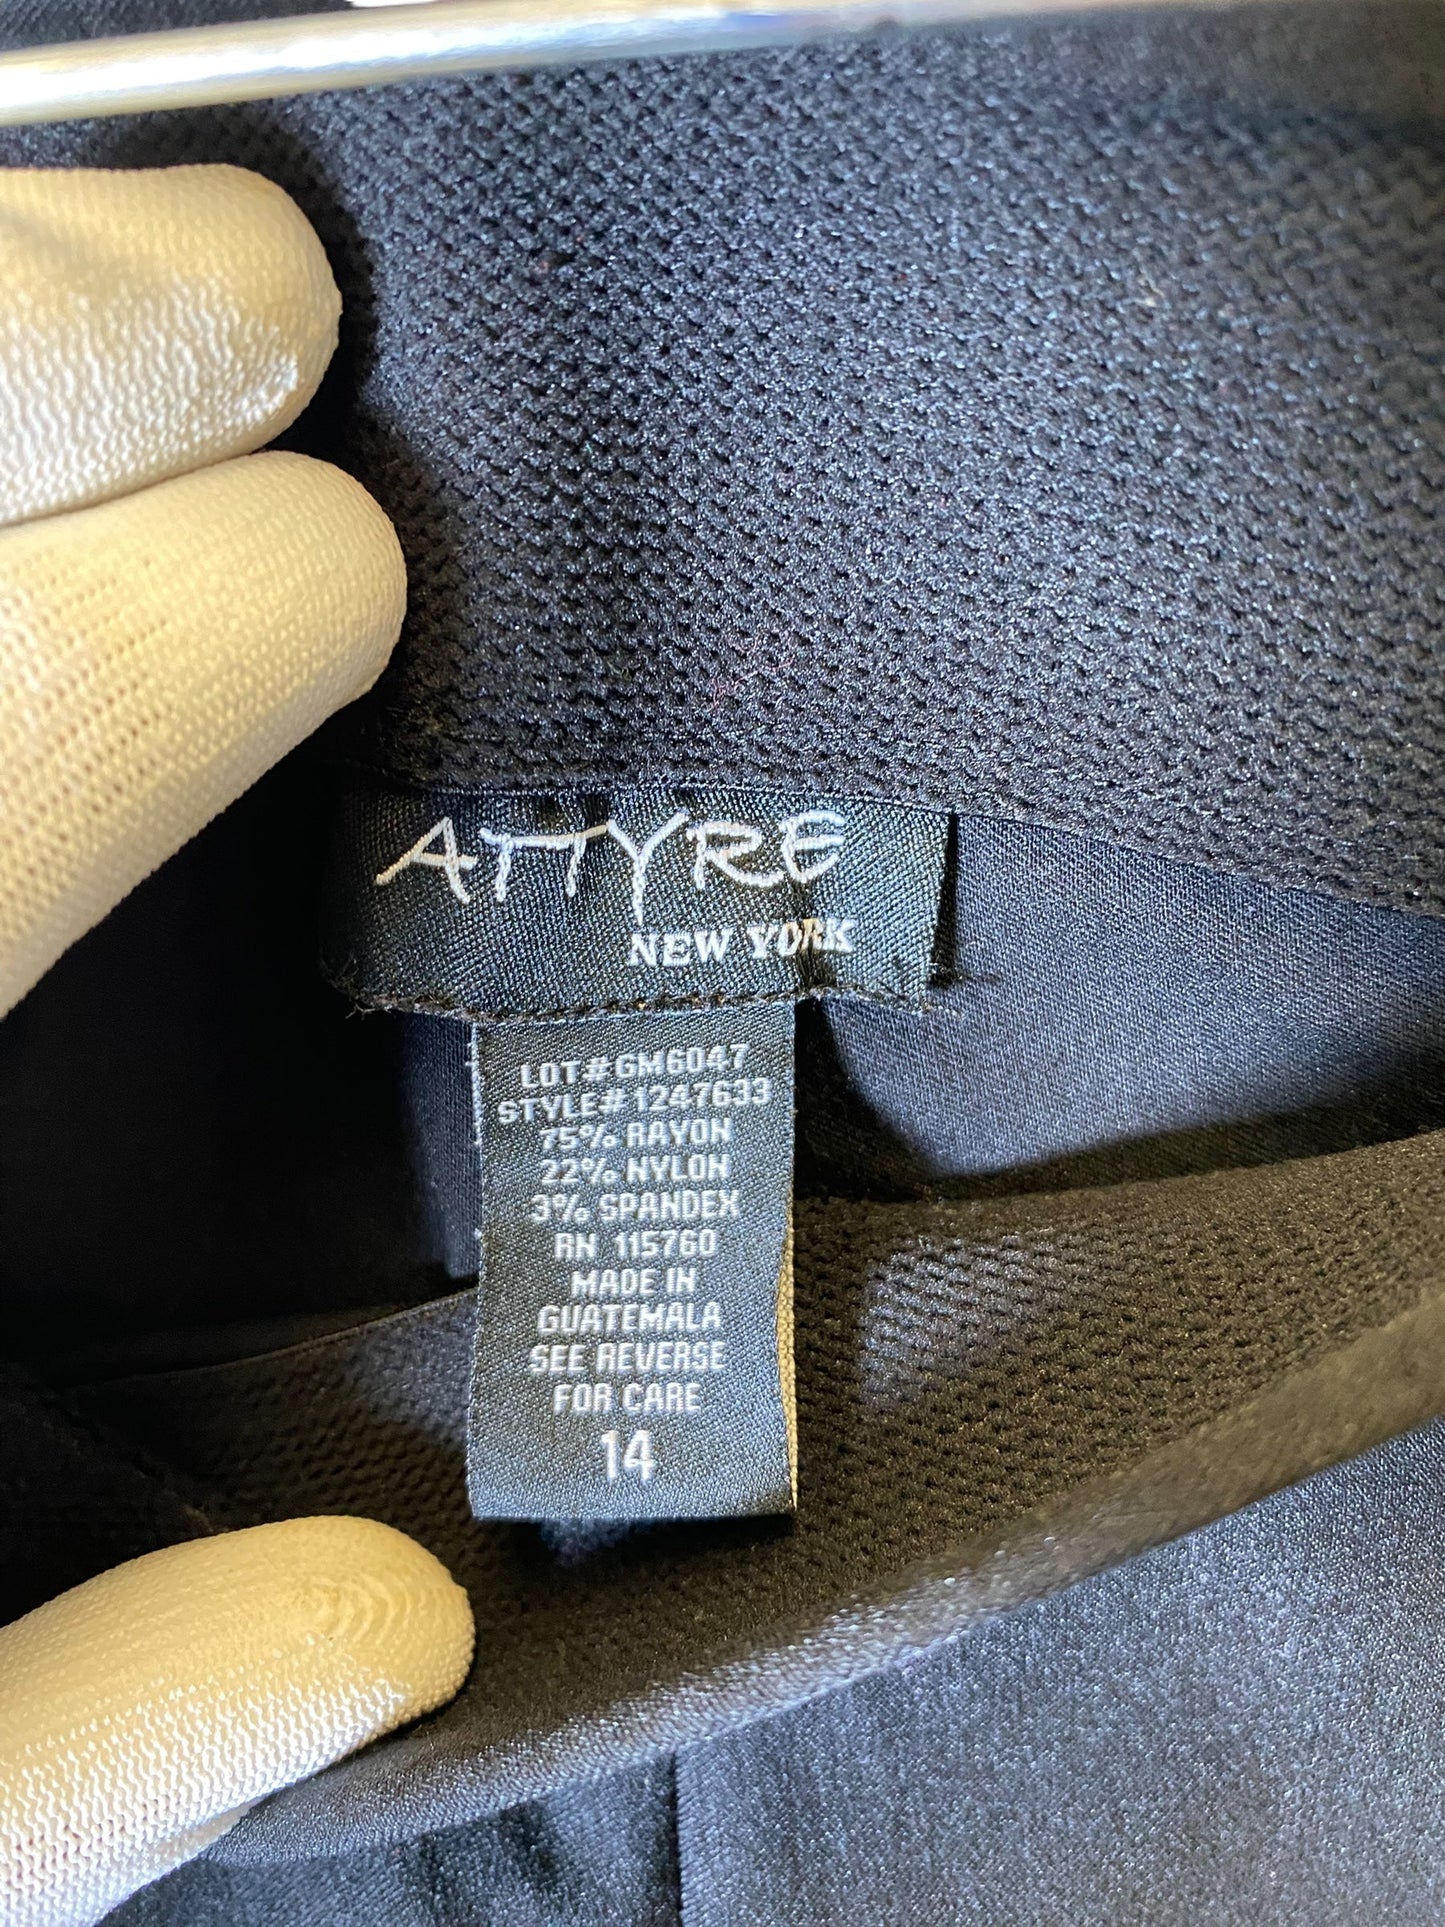 ATTYRE
NEW YORK
LOT#GM6047
STYLE#1247633
75% RAYON
22% NYLON
3% SPANDEX
RN 115760
MADE IN
GUATEMALA
SEE REVERSE
FOR CARE
14